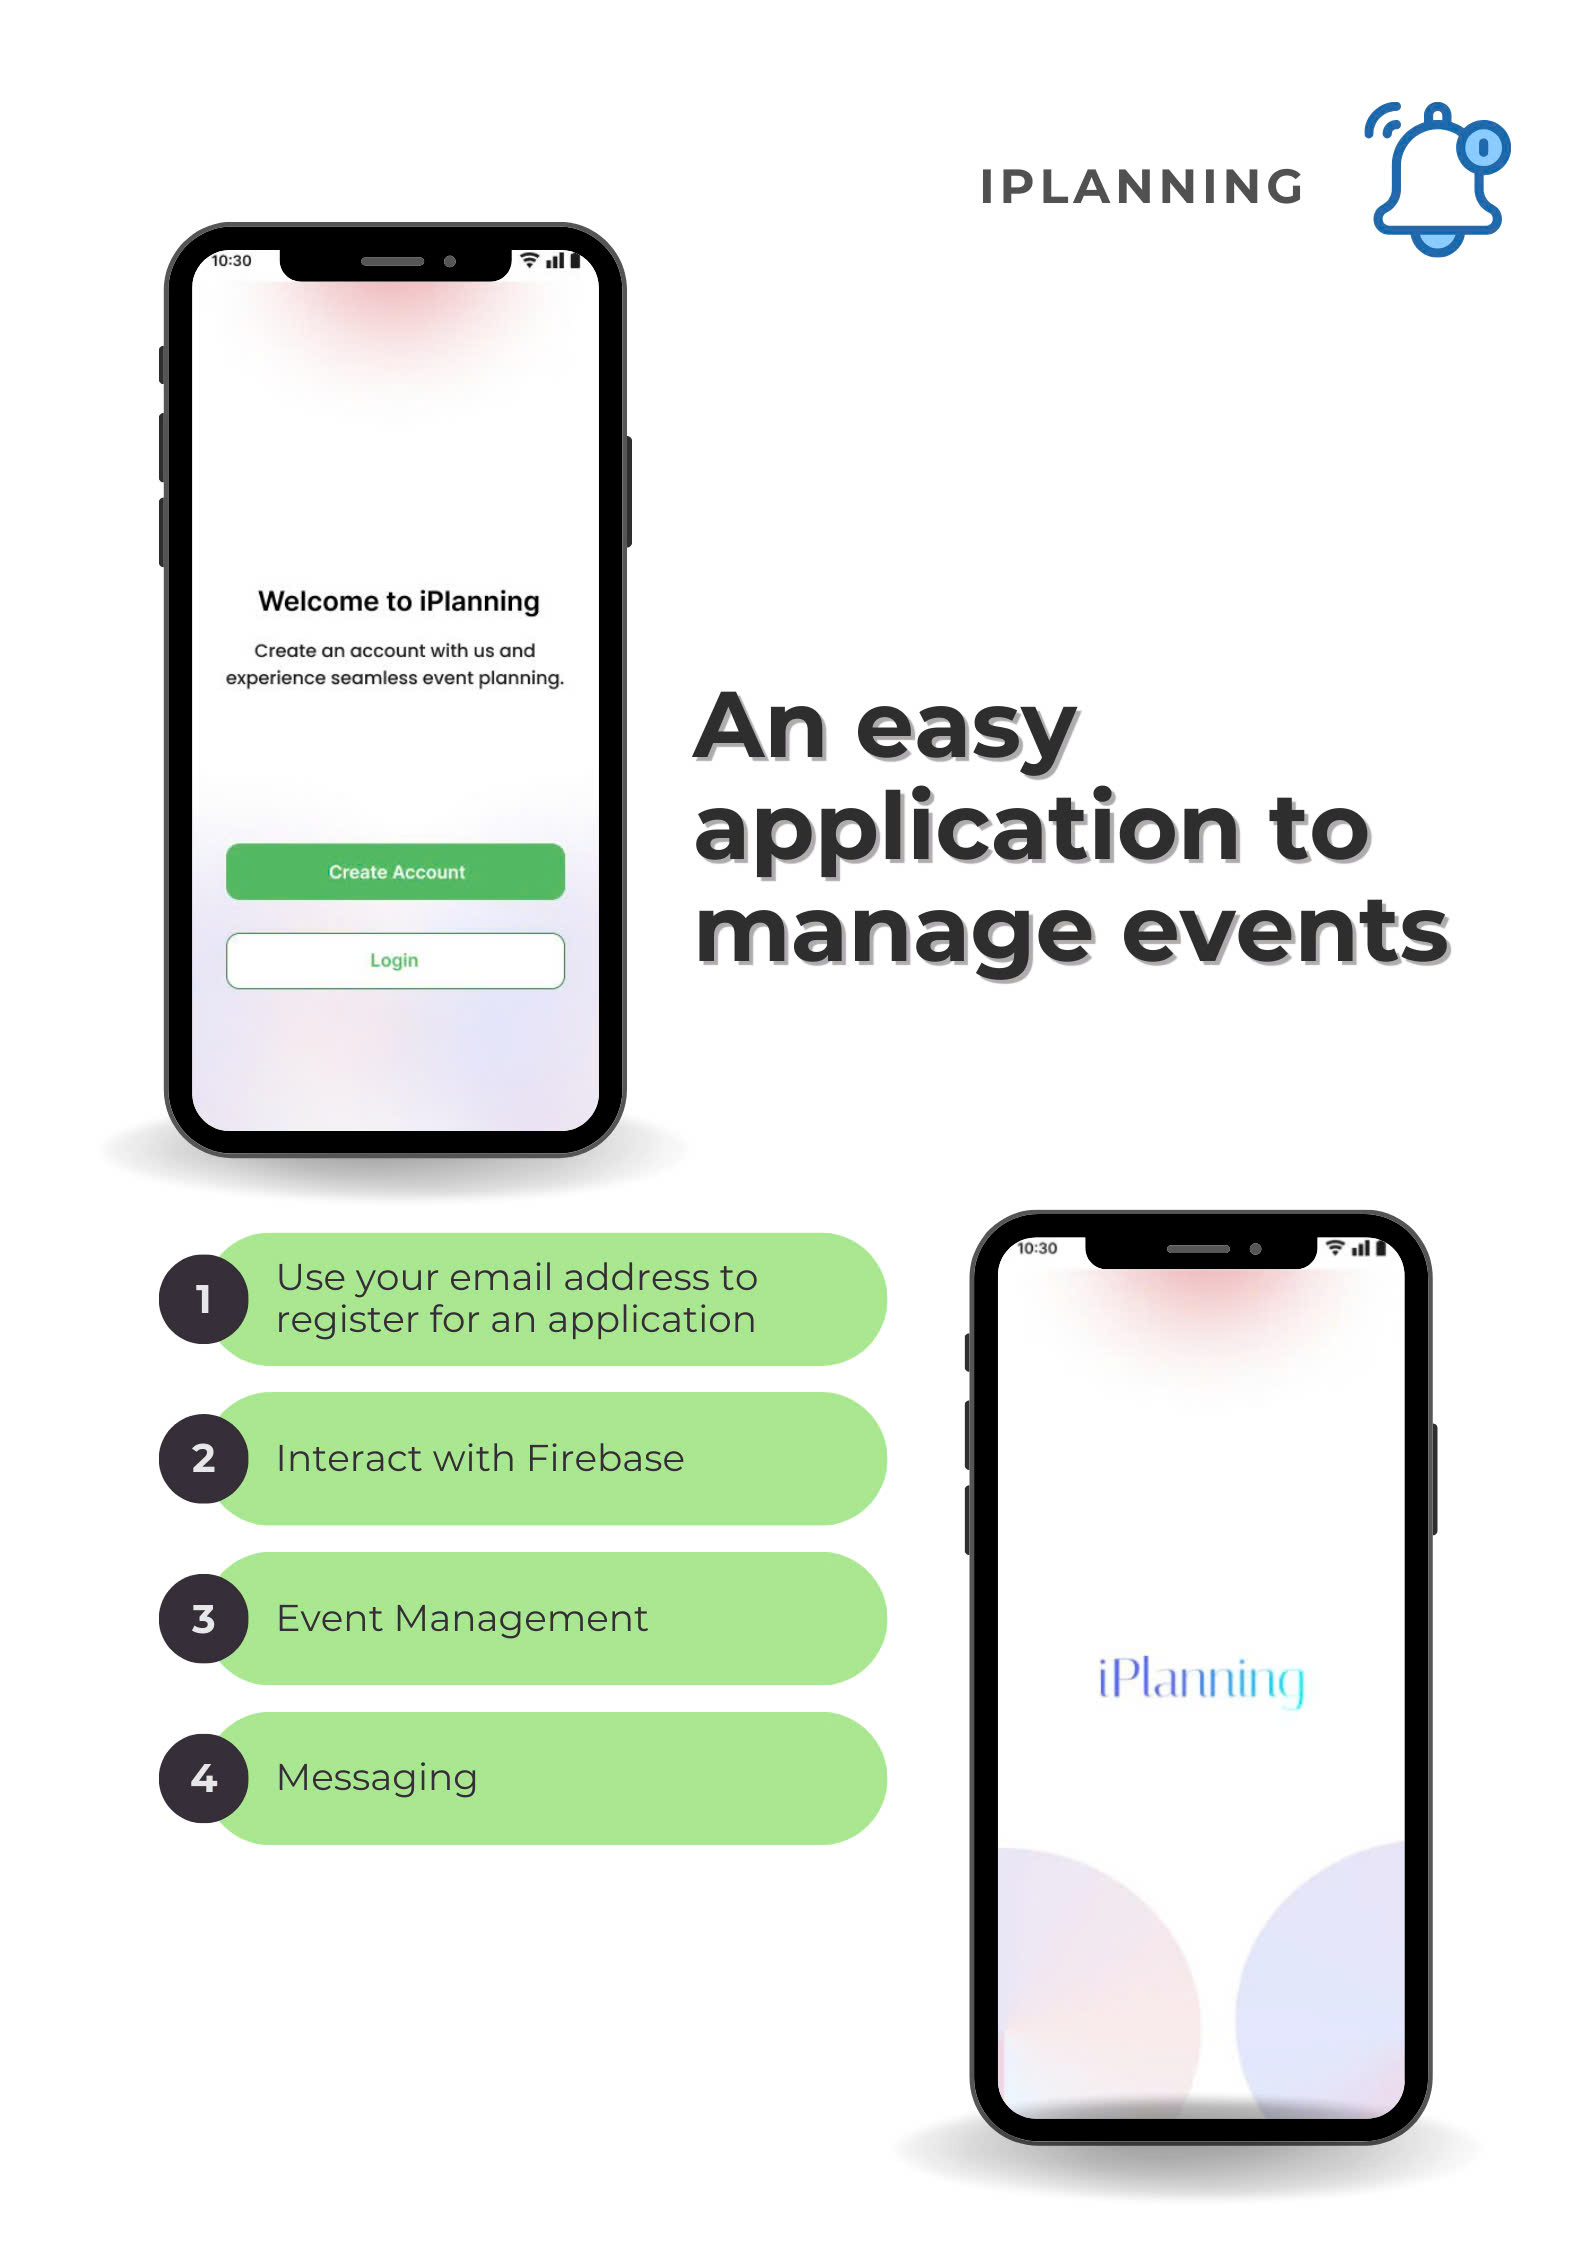 IPLANNING
10:30
Welcome to iPlanning
Create an account with us and
experience seamless event planning.
Create Account
Login
An easy
application to
manage events
1
Use your email address to
register for an application
2
Interact with Firebase
3
Event Management
4
Messaging
10:30
iPlanning